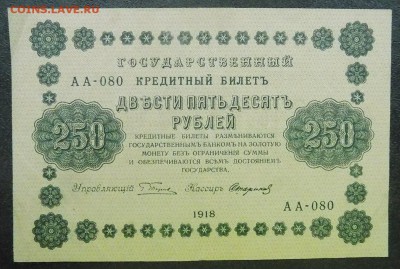 COINS.LAVE.RU
ГОСУДАРСТВЕННЫЙ
АА-080 КРЕДИТНЫЙ БИЛЕТЪ
ДВѢСТИ ПЯТЬДЕСЯТЪ
РУБЛЕЙ
250 250
КРЕДИТНЫЕ БИЛЕТЫ РАЗМѢНИВАЮТСЯ
ГОСУДАРСТВЕННЫМЪ БАНКОМЪ НА ЗОЛОТУЮ
МОНЕТУ БЕЗЪ ОГРАНИЧЕНІЯ СУММЫ
И ОБЕЗПЕЧИВАЮТСЯ ВСѢМЪ ДОСТОЯНІЕМЪ
ГОСУДАРСТВА.
Управляющій Кассиръ
АА-080
1918